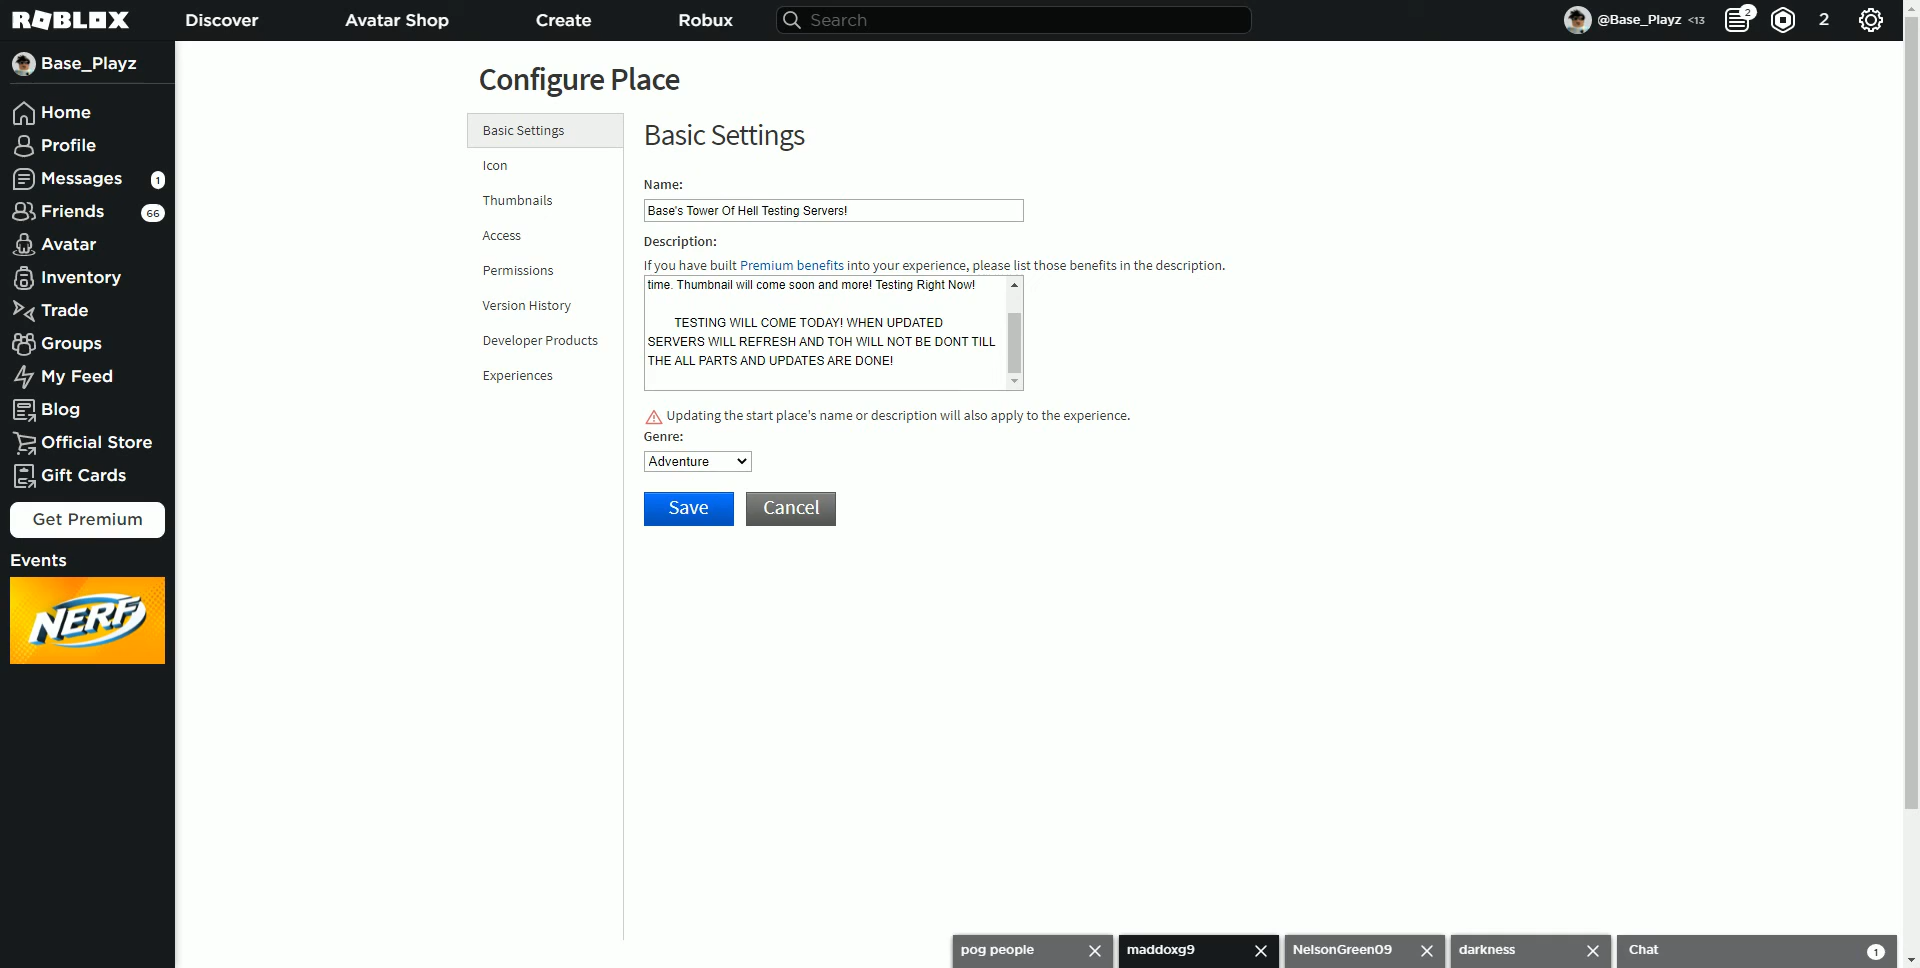 ROBLOX
Discover
Avatar Shop
Create
Robux
Search
@Base_Playz <13
2
2
Base_Playz
Home
Profile
Messages 1
Friends 66
Avatar
Inventory
Trade
Groups
My Feed
Blog
Official Store
Gift Cards
Get Premium
Events
NERF
Configure Place
Basic Settings
Icon
Thumbnails
Access
Permissions
Version History
Developer Products
Experiences
Basic Settings
Name:
Base's Tower Of Hell Testing Servers!
Description:
If you have built Premium benefits into your experience, please list those benefits in the description.
time. Thumbnail will come soon and more! Testing Right Now!
TESTING WILL COME TODAY! WHEN UPDATED
SERVERS WILL REFRESH AND TOH WILL NOT BE DONT TILL
THE ALL PARTS AND UPDATES ARE DONE!
Updating the start place's name or description will also apply to the experience.
Genre:
Adventure
Save
Cancel
pog people
maddoxg9
NelsonGreen09
darkness
Chat
1